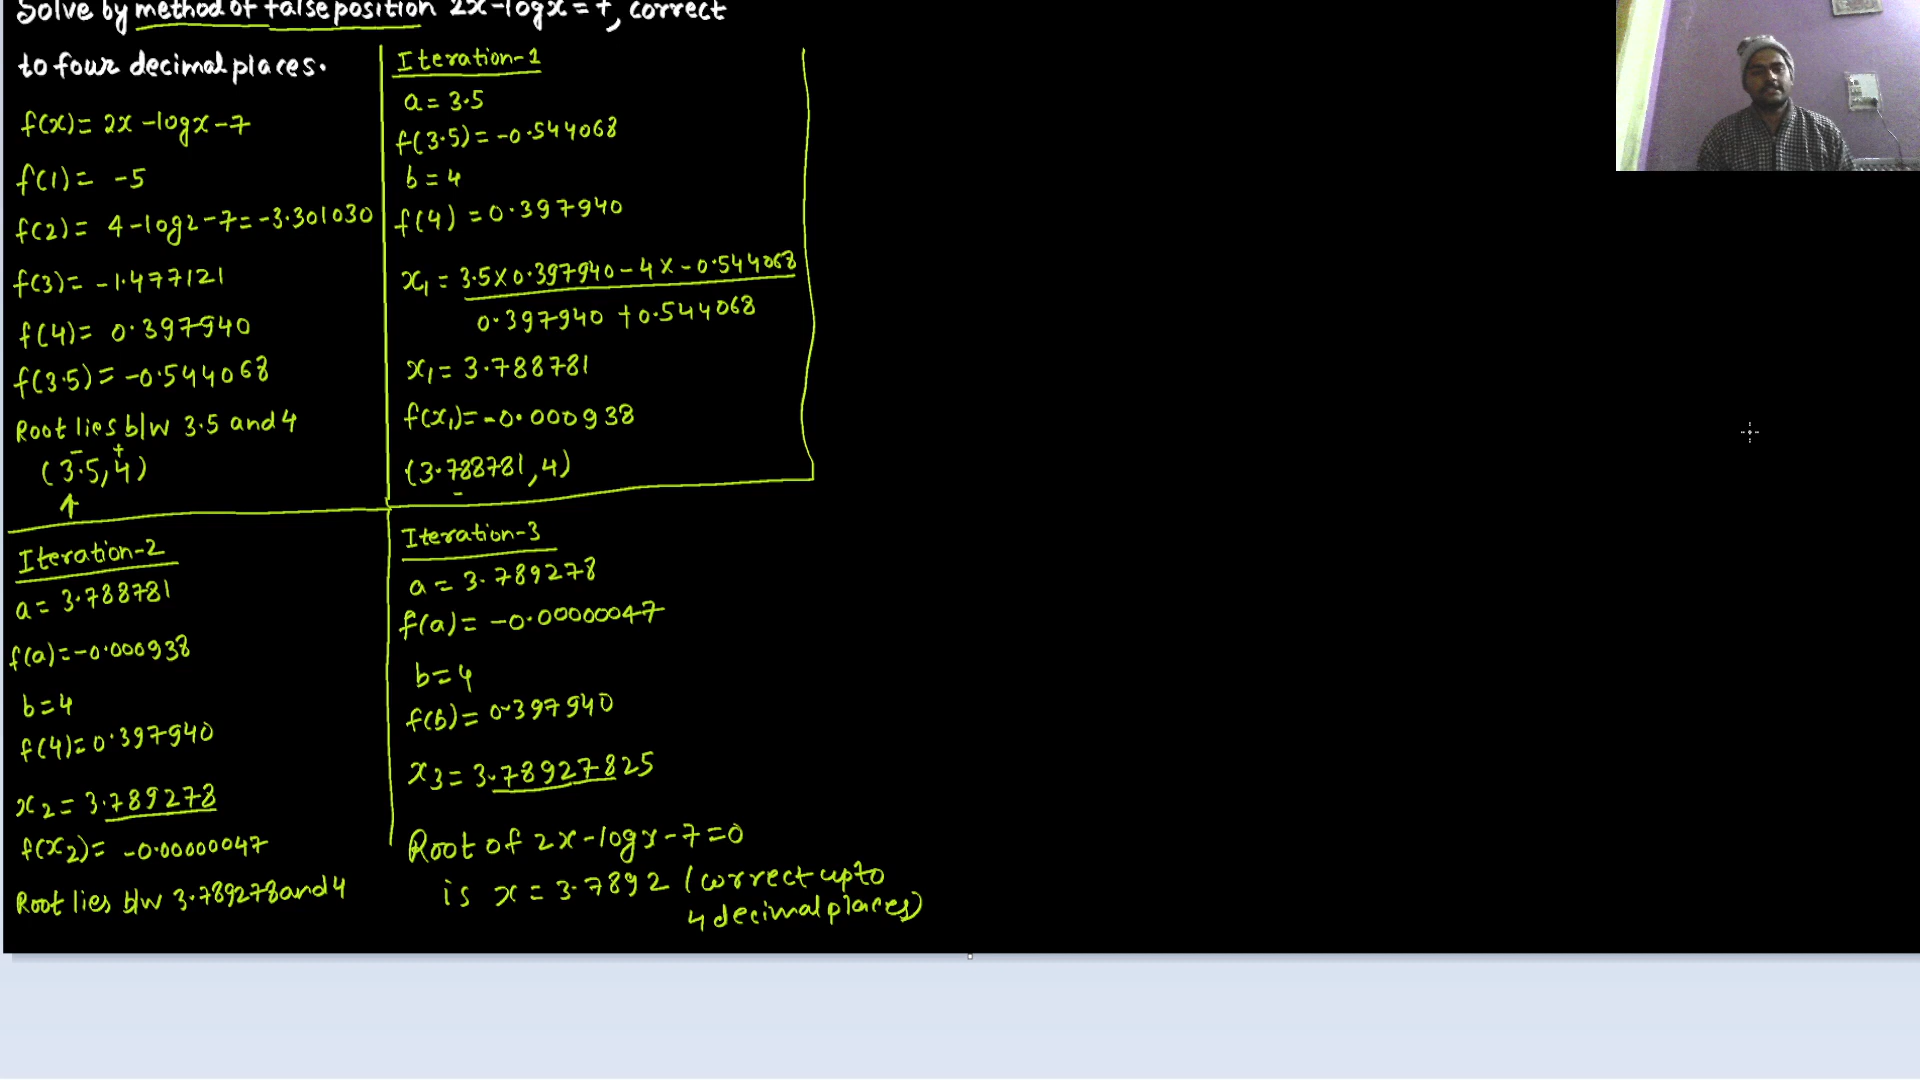 Solve by method of false position 2x-logx=7, correct
to four decimal places.
f(x)= 2x-logx-7
f(1)= -5
f(2)= 4-log2-7=-3.301030
f(3)= -1.477121
f(4)= 0.397940
f(3.5)= -0.544068
Root lies b/w 3.5 and 4
- +
(3.5,4)
↑
Iteration-1
a= 3.5
f(3.5)= -0.544068
b=4
f(4)=0.397940
x₁ = 3.5×0.397940-4×-0.544068
0.397940+0.544068
x₁= 3.788781
f(x₁)=-0.000938
(3.788781,4)
-
Iteration-2
a= 3.788781
f(a)=-0.000938
b=4
f(4)=0.397940
x₂= 3.789278
f(x₂)= -0.00000047
Root lies b/w 3.789278 and 4
Iteration-3
a= 3.789278
f(a)= -0.00000047
b=4
f(b)= 0.397940
x₃= 3.78927825
Root of 2x-logx-7=0
is x= 3.7892 (correct upto
4 decimal places)